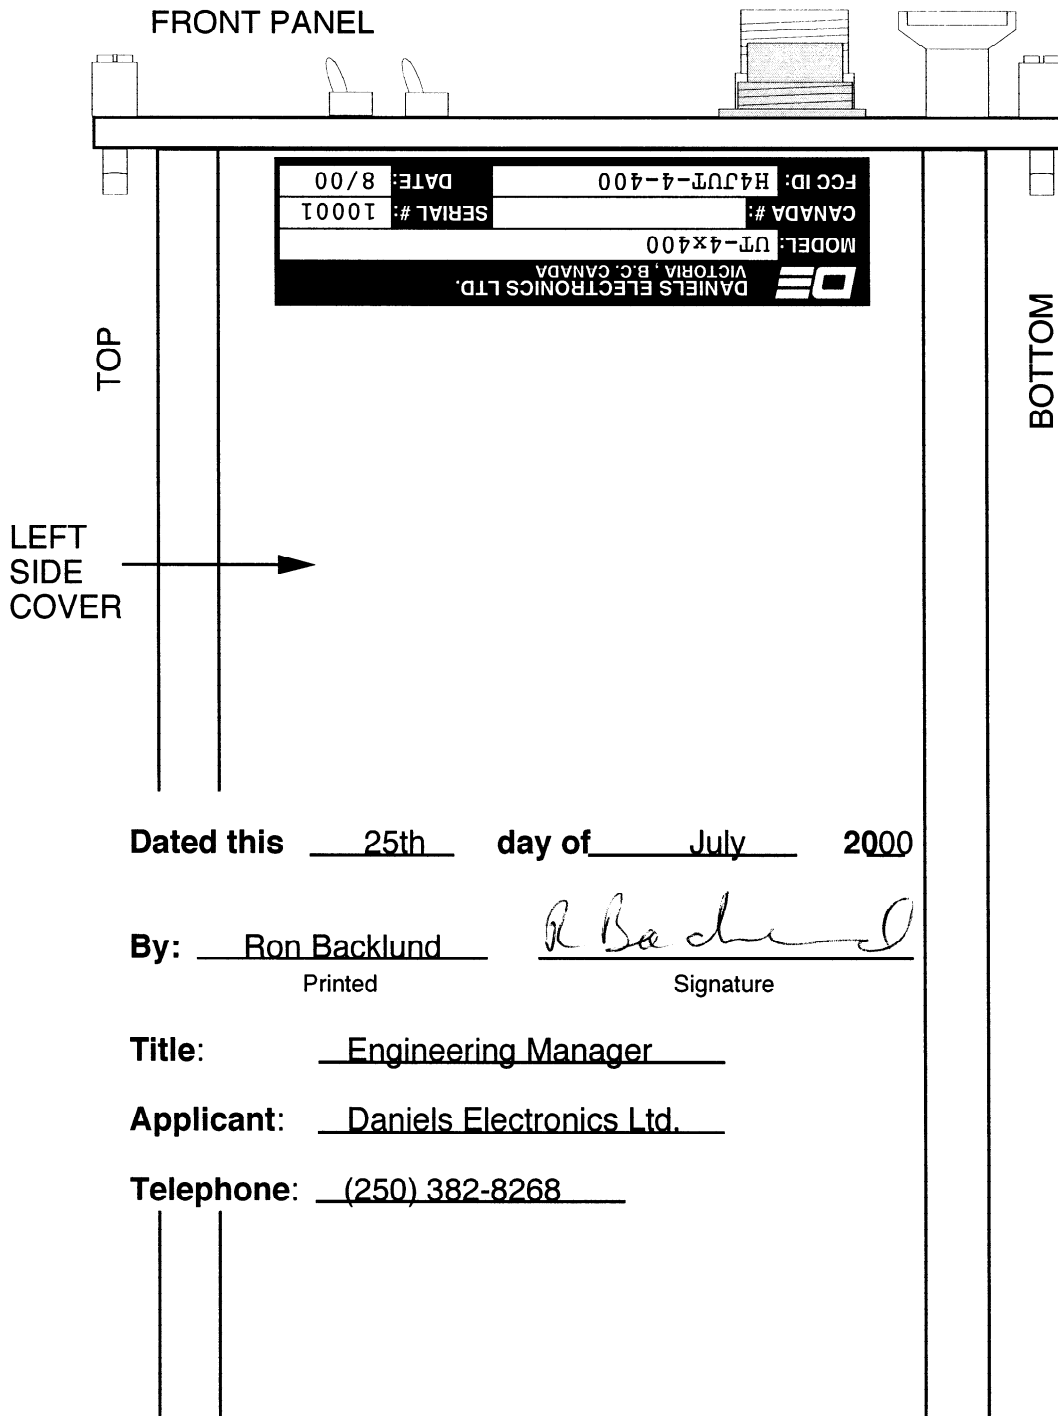 FRONT PANEL
DANIELS ELECTRONICS LTD.
VICTORIA, B.C. CANADA
MODEL: UT-4x400
CANADA #: SERIAL #: 10001
FCC ID: H4JUT-4-400 DATE: 8/00
TOP
BOTTOM
LEFT
SIDE
COVER
Dated this 25th day of July 2000
By: Ron Backlund R Backlund
Printed Signature
Title: Engineering Manager
Applicant: Daniels Electronics Ltd.
Telephone: (250) 382-8268